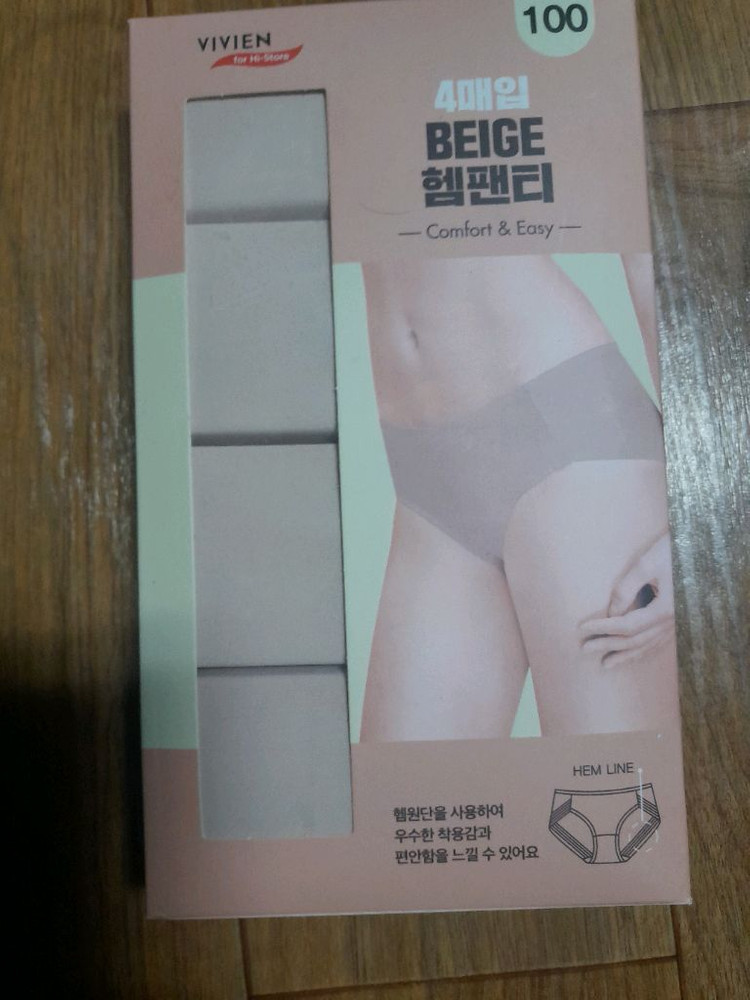 VIVIEN
for Hi-Store
100
4매입
BEIGE
헴팬티
Comfort & Easy
HEM LINE
헴원단을 사용하여
우수한 착용감과
편안함을 느낄 수 있어요